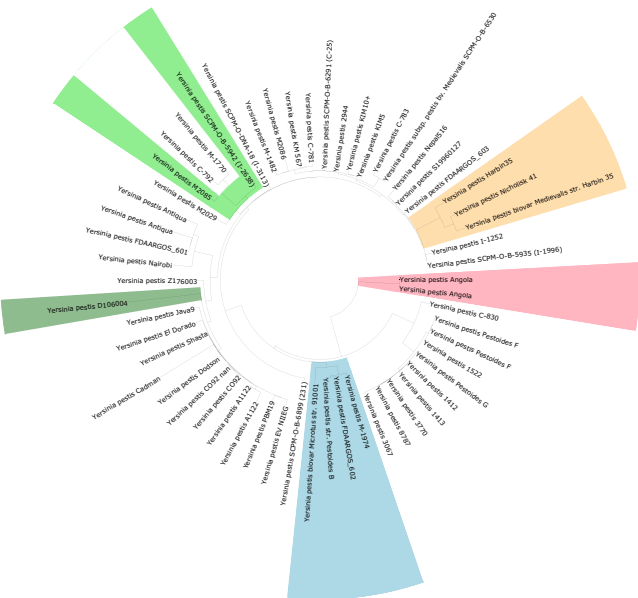 Yersinia pestis SCPM-O-B-6291 (C-25)
Yersinia pestis 2944
Yersinia pestis KIM10+
Yersinia pestis KIM5
Yersinia pestis C-783
Yersinia pestis subsp. pestis bv. Medievalis SCPM-O-B-6530
Yersinia pestis Nepal516
Yersinia pestis S19960127
Yersinia pestis FDAARGOS_603
Yersinia pestis Harbin35
Yersinia pestis Nicholisk 41
Yersinia pestis biovar Medievalis str. Harbin 35
Yersinia pestis I-1252
Yersinia pestis SCPM-O-B-5935 (I-1996)
Yersinia pestis Angola
Yersinia pestis Angola
Yersinia pestis C-830
Yersinia pestis Pestoides F
Yersinia pestis Pestoides F
Yersinia pestis 1522
Yersinia pestis Pestoides G
Yersinia pestis 1412
Yersinia pestis 1413
Yersinia pestis 3770
Yersinia pestis 8787
Yersinia pestis 3067
Yersinia pestis M-1974
Yersinia pestis FDAARGOS_602
Yersinia pestis str. Pestoides B
Yersinia pestis biovar Microtus str. 91001
Yersinia pestis SCPM-O-B-6899 (231)
Yersinia pestis EV NIIEG
Yersinia pestis PBM19
Yersinia pestis A1122
Yersinia pestis A1122
Yersinia pestis CO92
Yersinia pestis CO92 nan
Yersinia pestis Dodson
Yersinia pestis Cadman
Yersinia pestis Shasta
Yersinia pestis El Dorado
Yersinia pestis Java9
Yersinia pestis D106004
Yersinia pestis Z176003
Yersinia pestis Nairobi
Yersinia pestis FDAARGOS_601
Yersinia pestis Antiqua
Yersinia pestis Antiqua
Yersinia pestis M2029
Yersinia pestis M2085
Yersinia pestis C-792
Yersinia pestis M-1770
Yersinia pestis SCPM-O-B-5942 (I-2638)
Yersinia pestis SCPM-O-DNA-18 (I-3113)
Yersinia pestis M-1482
Yersinia pestis M2086
Yersinia pestis KM 567
Yersinia pestis C-781